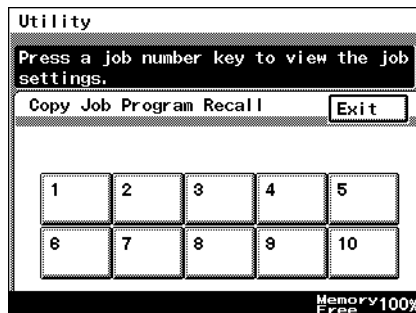 Utility
Press a job number key to view the job
settings.
Copy Job Program Recall Exit
1 2 3 4 5
6 7 8 9 10
Memory 100%
Free